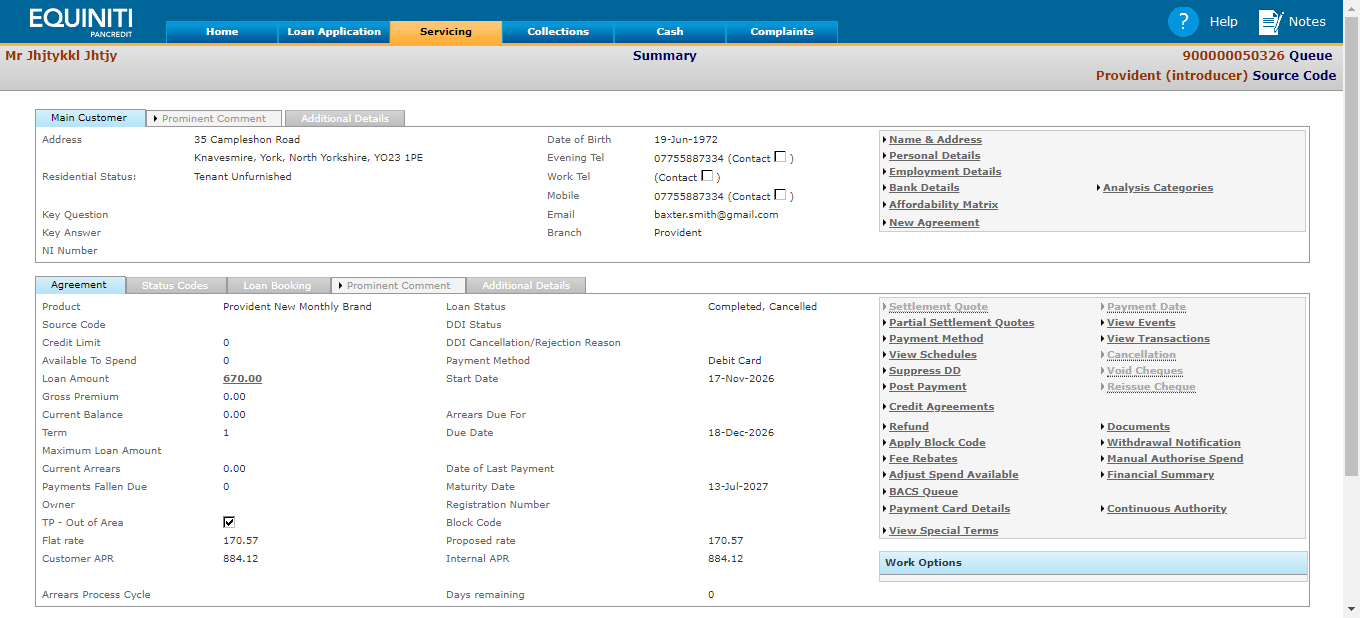 EQUINITI
PANCREDIT
Home Loan Application Servicing Collections Cash Complaints
? Help Notes
Mr Jhjtykkl Jhtjy Summary 900000050326 Queue
Provident (introducer) Source Code
Main Customer Prominent Comment Additional Details
Address 35 Campleshon Road Date of Birth 19-Jun-1972 Name & Address
Knavesmire, York, North Yorkshire, YO23 1PE Evening Tel 07755887334 (Contact ) Personal Details
Residential Status: Tenant Unfurnished Work Tel (Contact ) Employment Details
Bank Details Analysis Categories
Mobile 07755887334 (Contact ) Affordability Matrix
Key Question Email baxter.smith@gmail.com New Agreement
Key Answer Branch Provident
NI Number
Agreement Status Codes Loan Booking Prominent Comment Additional Details
Product Provident New Monthly Brand Loan Status Completed, Cancelled Settlement Quote Payment Date
Source Code DDI Status Partial Settlement Quotes View Events
Credit Limit 0 DDI Cancellation/Rejection Reason Payment Method View Transactions
Available To Spend 0 Payment Method Debit Card View Schedules Cancellation
Loan Amount 670.00 Start Date 17-Nov-2026 Suppress DD Void Cheques
Gross Premium 0.00 Post Payment Reissue Cheque
Current Balance 0.00 Arrears Due For Credit Agreements
Term 1 Due Date 18-Dec-2026 Refund Documents
Maximum Loan Amount Apply Block Code Withdrawal Notification
Current Arrears 0.00 Date of Last Payment Fee Rebates Manual Authorise Spend
Payments Fallen Due 0 Maturity Date 13-Jul-2027 Adjust Spend Available Financial Summary
Owner Registration Number BACS Queue
TP - Out of Area Block Code Payment Card Details Continuous Authority
Flat rate 170.57 Proposed rate 170.57 View Special Terms
Customer APR 884.12 Internal APR 884.12 Work Options
Arrears Process Cycle Days remaining 0